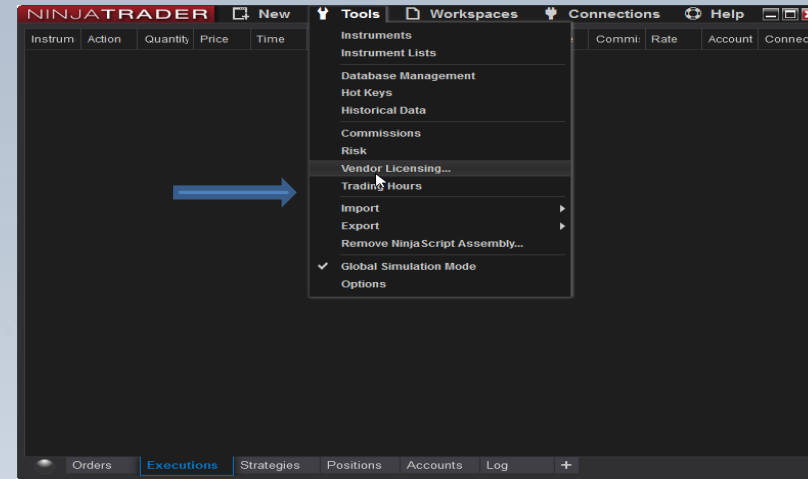 NINJATRADER New Tools Workspaces Connections Help
Instrum Action Quantity Price Time Commi: Rate Account Connec
Instruments
Instrument Lists
Database Management
Hot Keys
Historical Data
Commissions
Risk
Vendor Licensing...
Trading Hours
Import
Export
Remove NinjaScript Assembly...
Global Simulation Mode
Options
Orders Executions Strategies Positions Accounts Log +